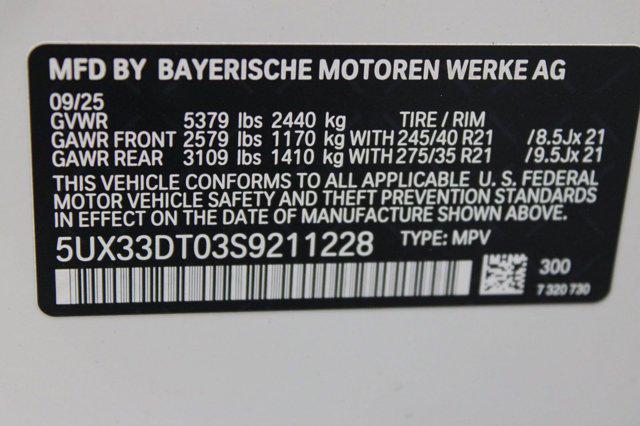 MFD BY BAYERISCHE MOTOREN WERKE AG
09/25
GVWR 5379 lbs 2440 kg TIRE / RIM
GAWR FRONT 2579 lbs 1170 kg WITH 245/40 R21 /8.5Jx 21
GAWR REAR 3109 lbs 1410 kg WITH 275/35 R21 /9.5Jx 21
THIS VEHICLE CONFORMS TO ALL APPLICABLE U. S. FEDERAL
MOTOR VEHICLE SAFETY AND THEFT PREVENTION STANDARDS
IN EFFECT ON THE DATE OF MANUFACTURE SHOWN ABOVE.
5UX33DT03S9211228 TYPE: MPV
300
7 320 730